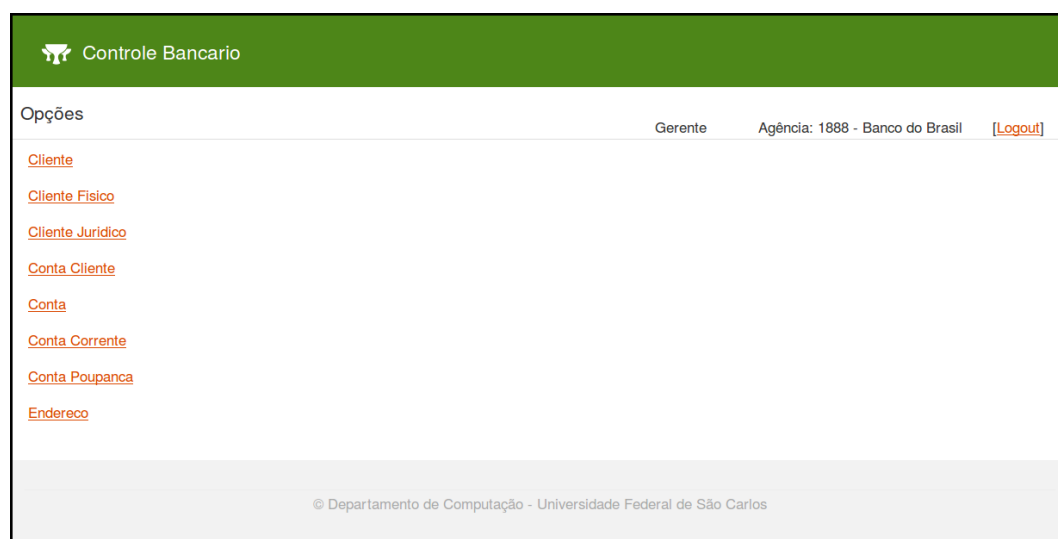 Controle Bancario
Opções
Gerente Agência: 1888 - Banco do Brasil [Logout]
Cliente
Cliente Fisico
Cliente Juridico
Conta Cliente
Conta
Conta Corrente
Conta Poupanca
Endereco
© Departamento de Computação - Universidade Federal de São Carlos